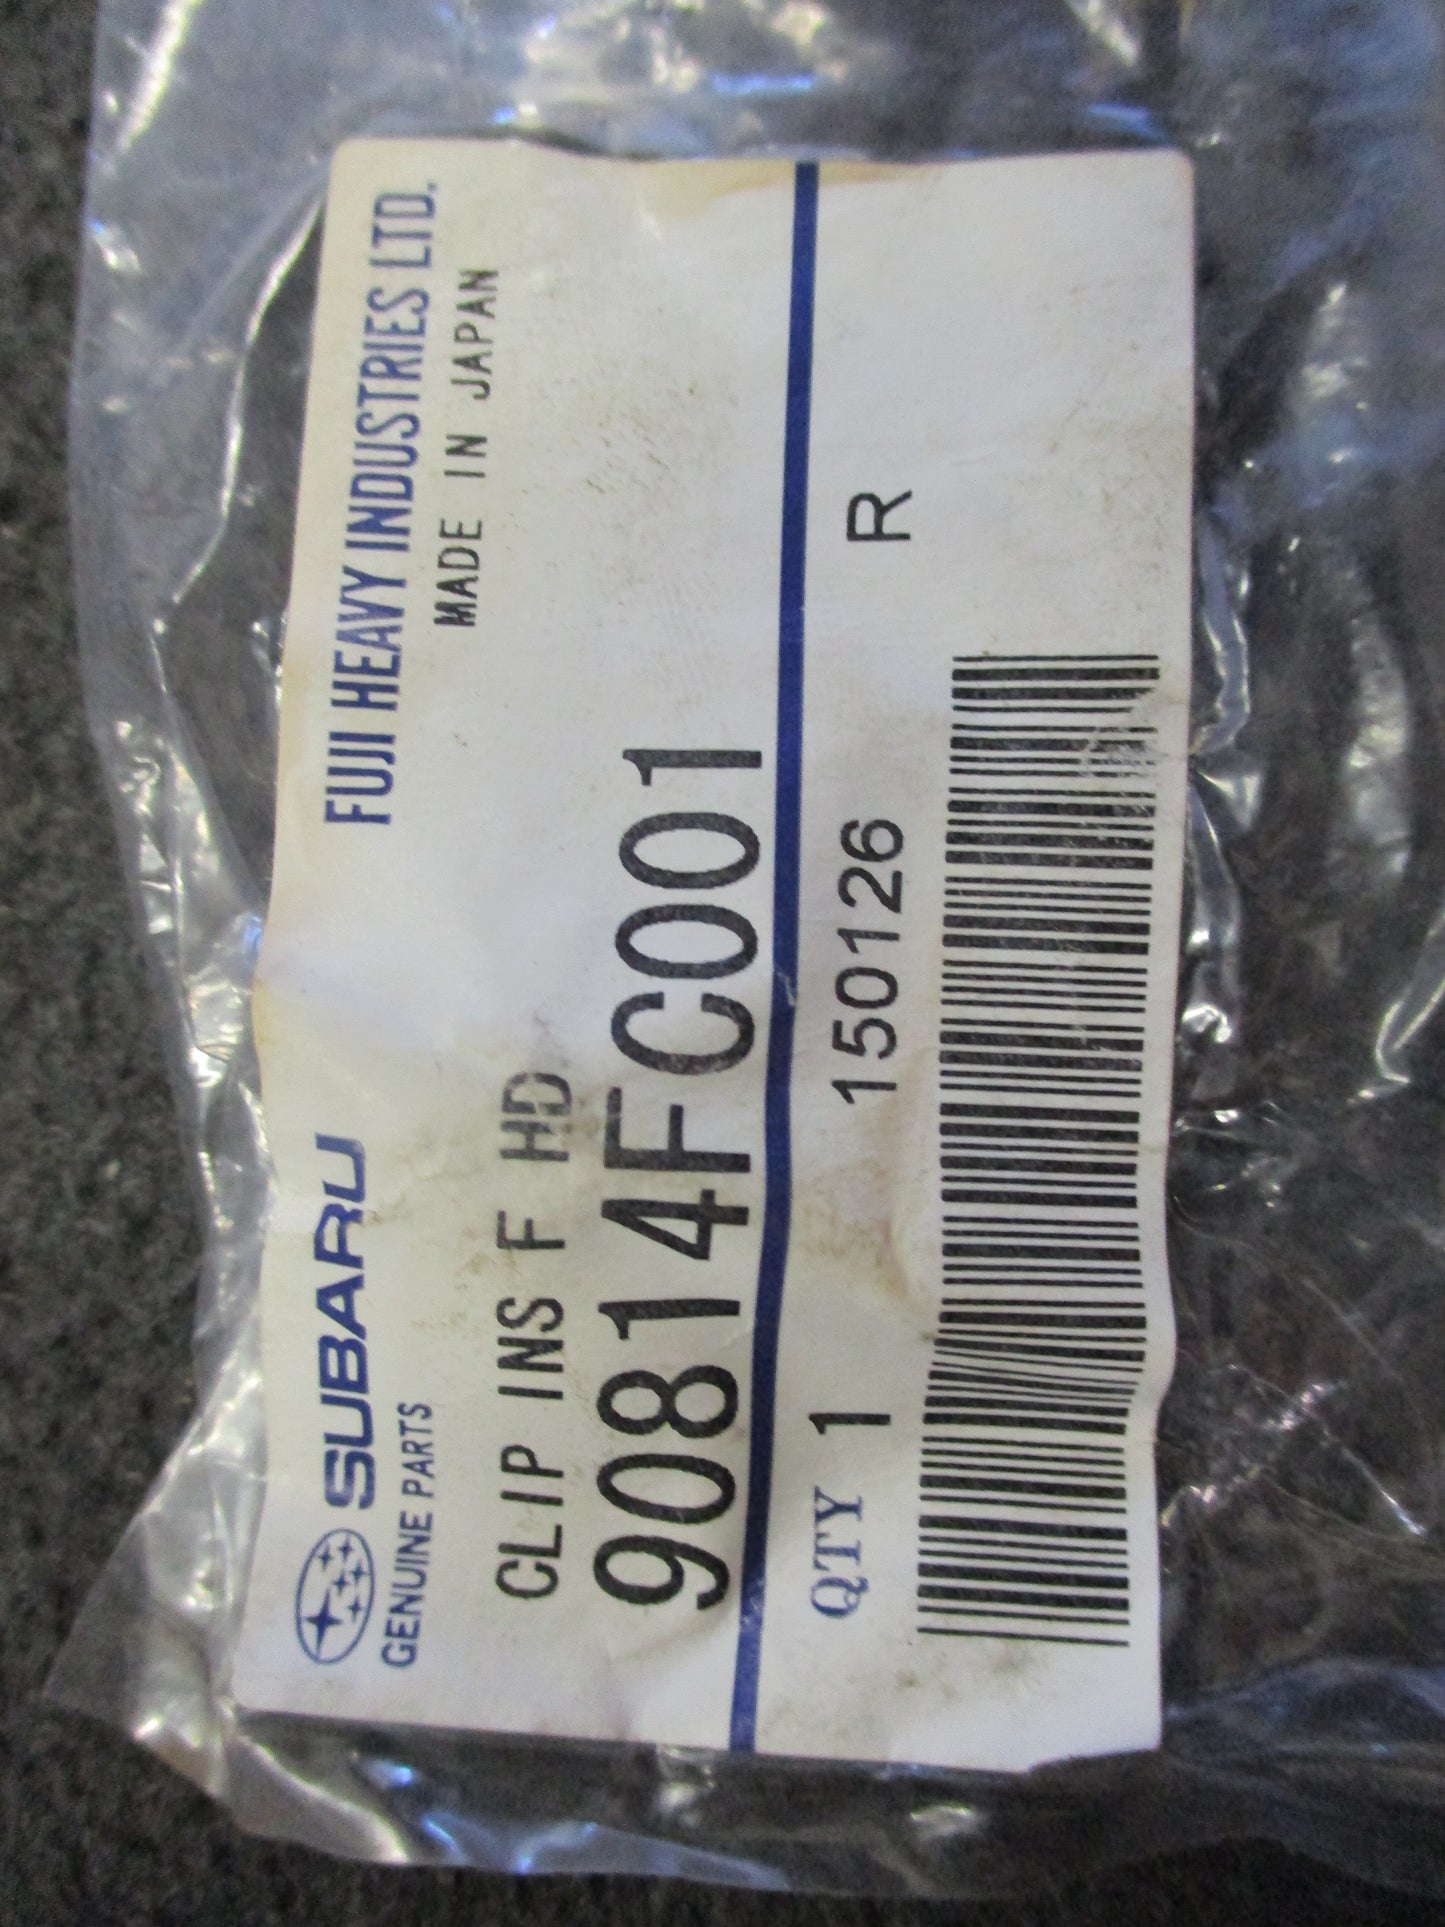 SUBARU
FUJI HEAVY INDUSTRIES LTD.
GENUINE PARTS
MADE IN JAPAN
CLIP INS F HD
90814FC001
QTY 1 150126 R